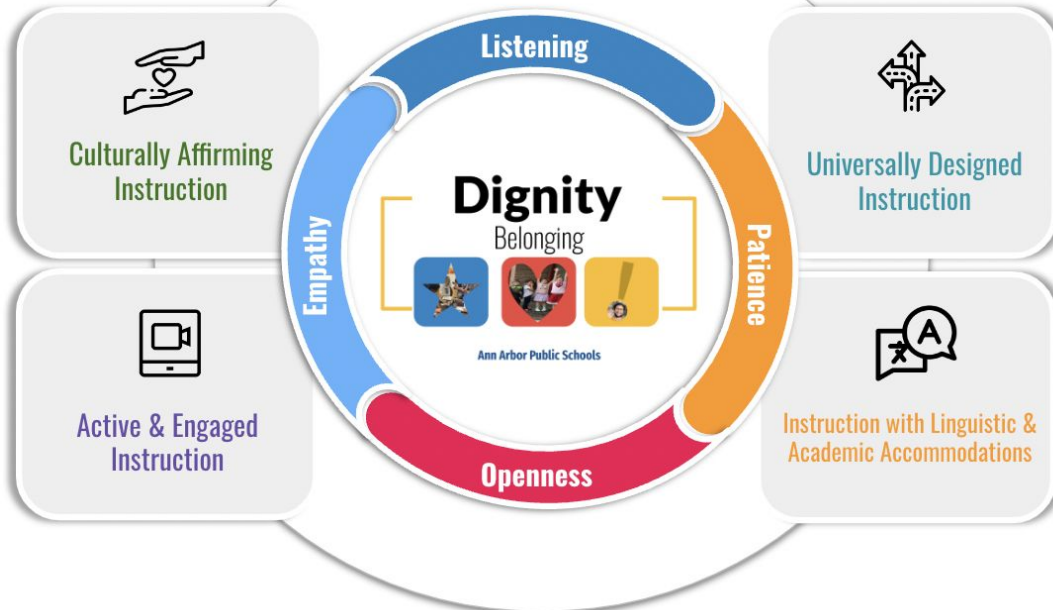 Listening
Culturally Affirming
Instruction
Universally Designed
Instruction
Dignity
Belonging
Empathy
Patience
Ann Arbor Public Schools
Active & Engaged
Instruction
Instruction with Linguistic &
Academic Accommodations
Openness
A